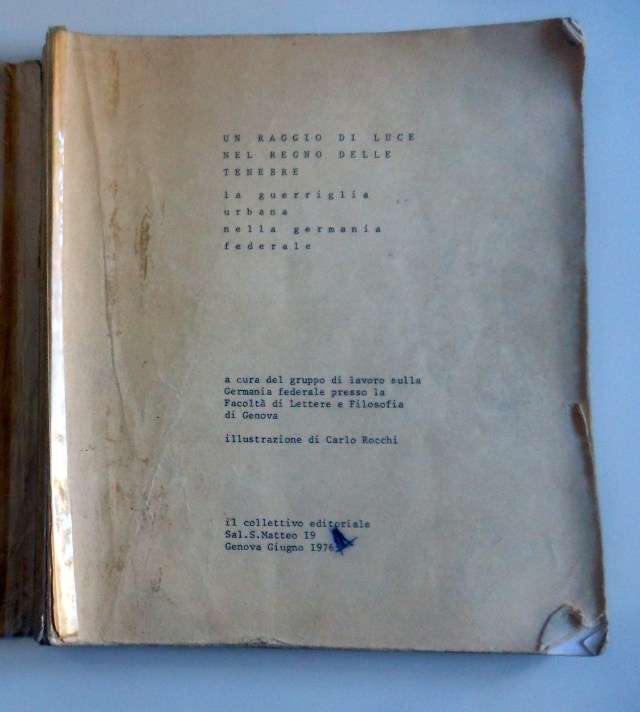 UN RAGGIO DI LUCE
NEL REGNO DELLE
TENEBRE
la guerriglia
urbana
nella germania
federale
a cura del gruppo di lavoro sulla
Germania federale presso la
Facoltà di Lettere e Filosofia
di Genova
illustrazione di Carlo Rocchi
il collettivo editoriale
Sal.S.Matteo I9
Genova Giugno I976